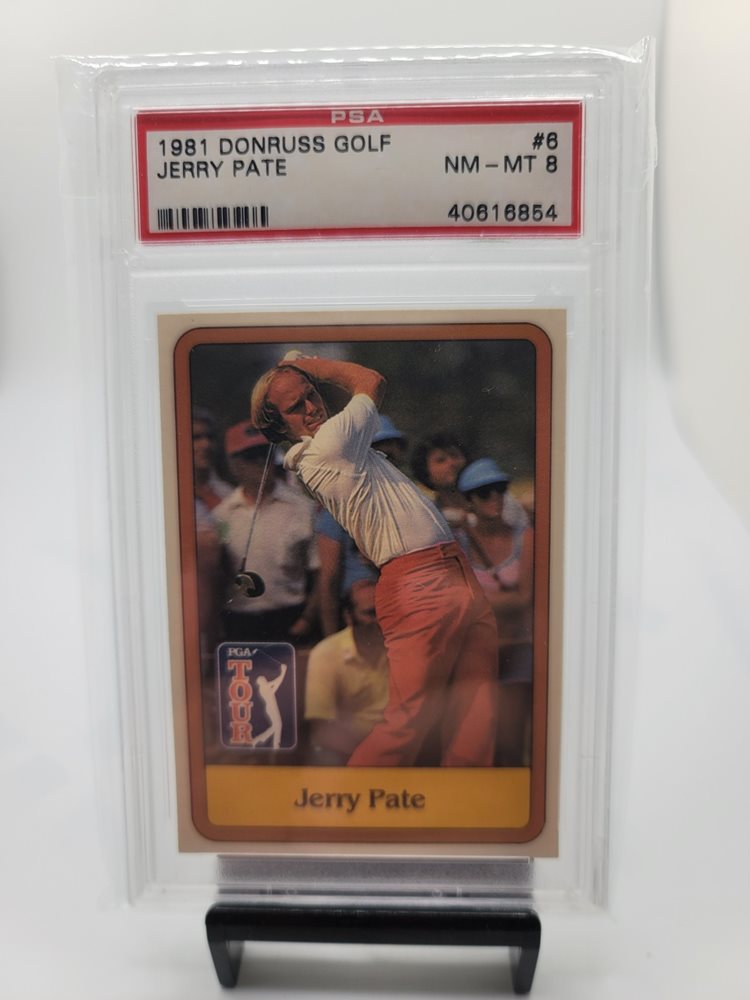 PSA
1981 DONRUSS GOLF #6
JERRY PATE NM - MT 8
40616854
PGA
TOUR
Jerry Pate